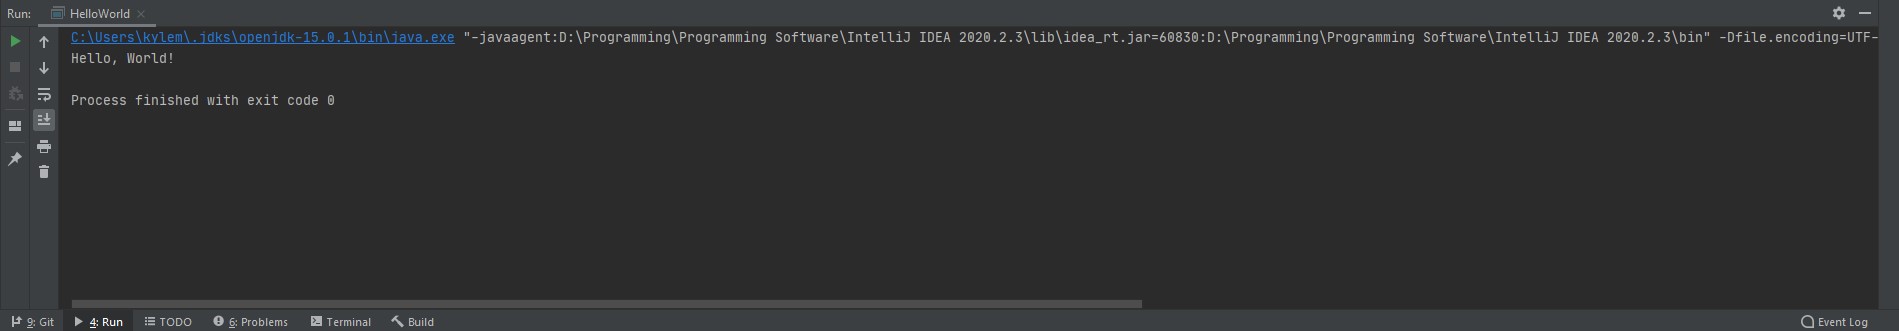 Run: HelloWorld
C:\Users\kylem\.jdks\openjdk-15.0.1\bin\java.exe "-javaagent:D:\Programming\Programming Software\IntelliJ IDEA 2020.2.3\lib\idea_rt.jar=60830:D:\Programming\Programming Software\IntelliJ IDEA 2020.2.3\bin" -Dfile.encoding=UTF-
Hello, World!
Process finished with exit code 0
9: Git 4: Run TODO 6: Problems Terminal Build Event Log